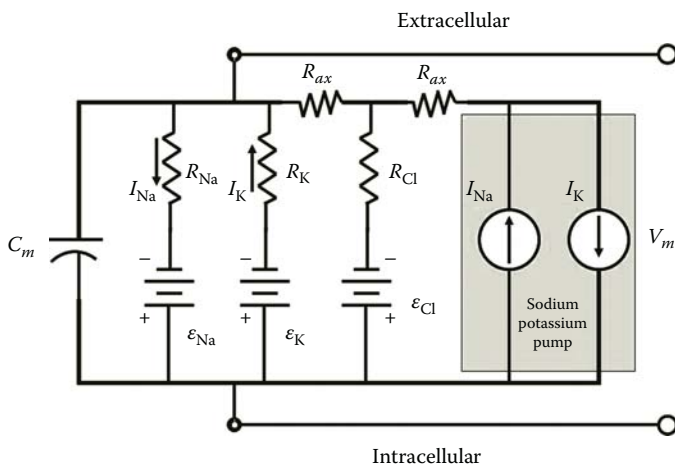 Extracellular
R_ax
R_ax
I_Na
R_Na
I_K
R_K
R_Cl
I_Na
I_K
C_m
V_m
−
−
−
+
+
+
ε_Na
ε_K
ε_Cl
Sodium
potassium
pump
Intracellular